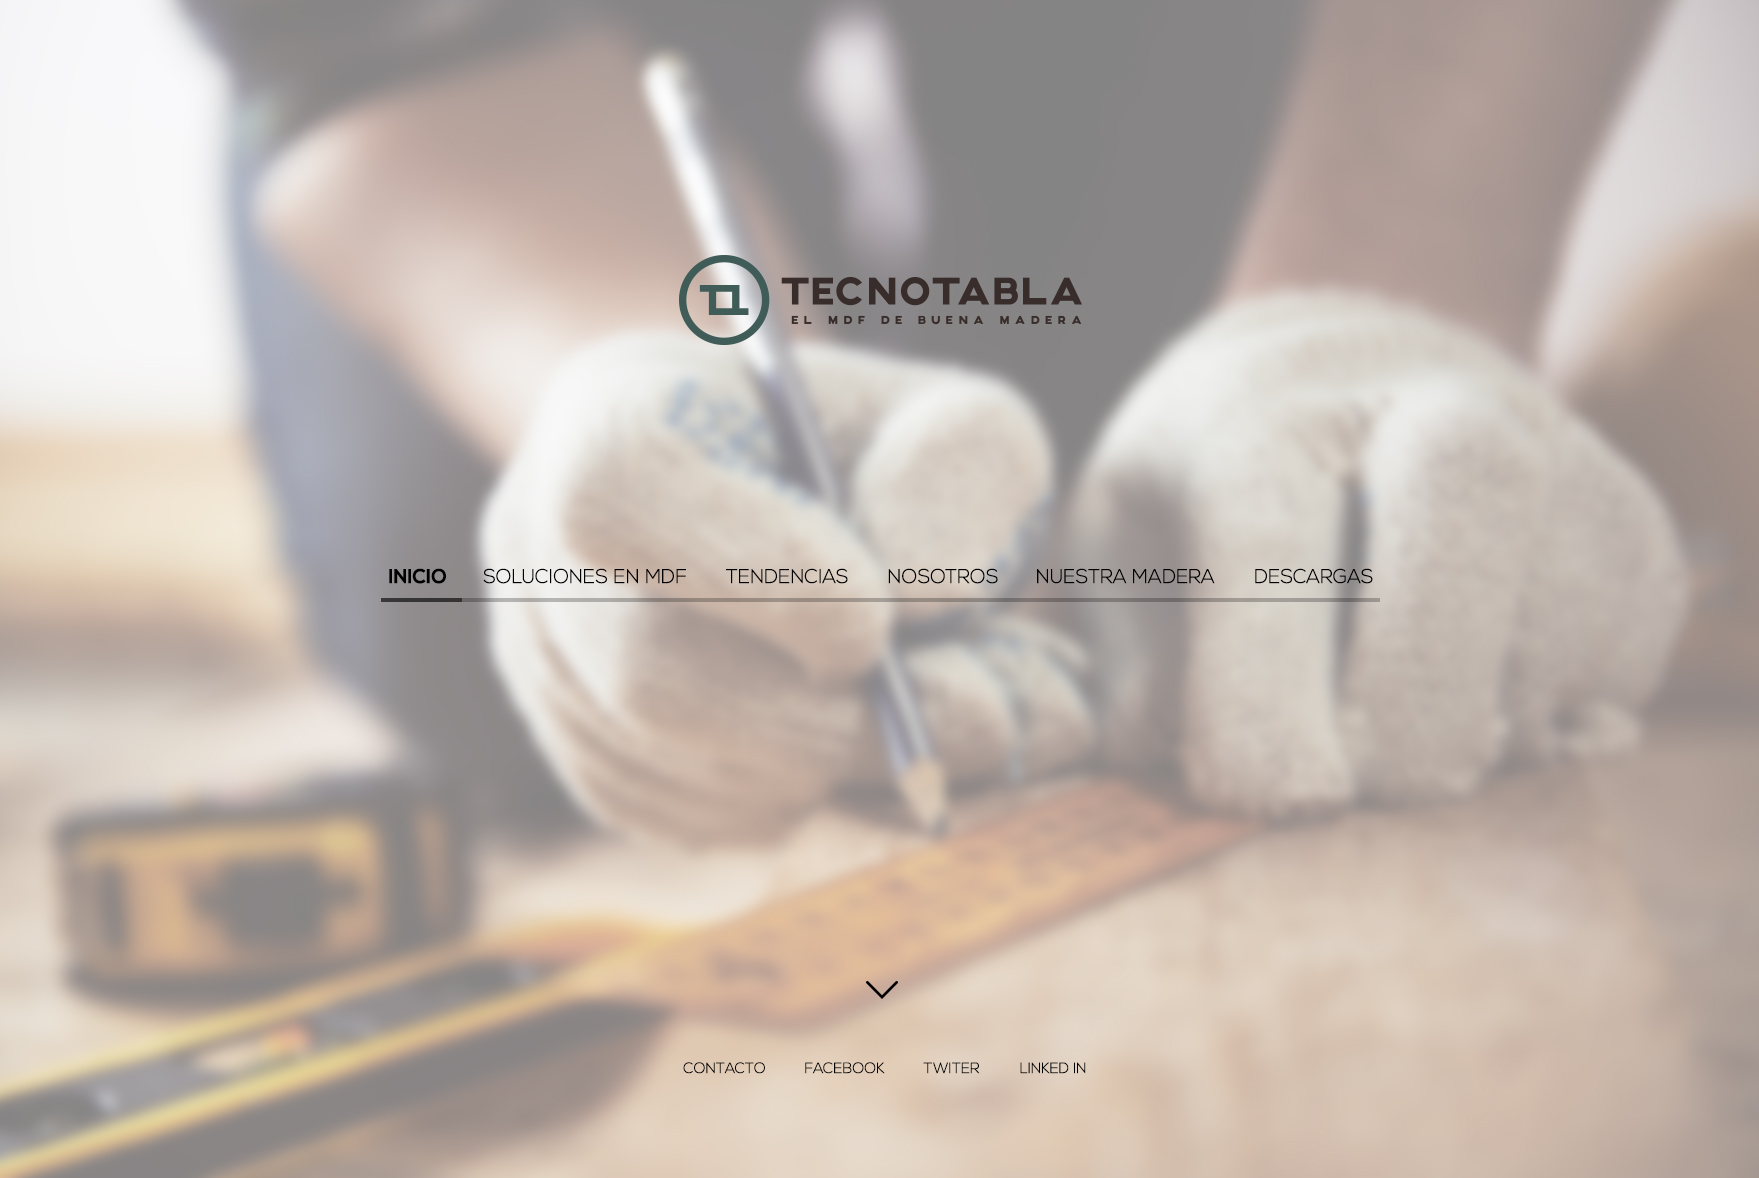 TECNOTABLA
EL MDF DE BUENA MADERA
INICIO SOLUCIONES EN MDF TENDENCIAS NOSOTROS NUESTRA MADERA DESCARGAS
CONTACTO FACEBOOK TWITER LINKED IN